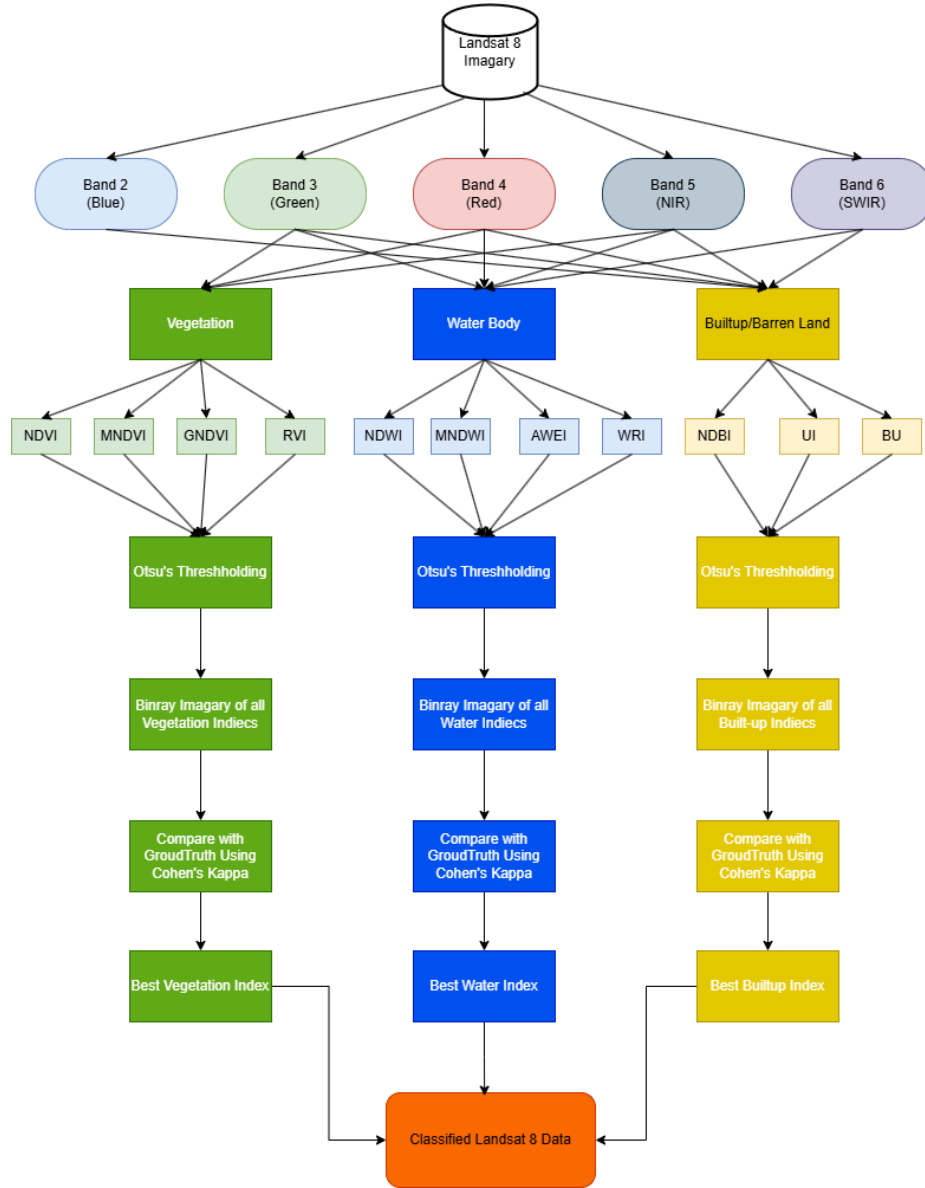 Landsat 8
Imagary
Band 2
(Blue)
Band 3
(Green)
Band 4
(Red)
Band 5
(NIR)
Band 6
(SWIR)
Vegetation
Water Body
Builtup/Barren Land
NDVI
MNDVI
GNDVI
RVI
NDWI
MNDWI
AWEI
WRI
NDBI
UI
BU
Otsu's Threshholding
Otsu's Threshholding
Otsu's Threshholding
Binray Imagary of all
Vegetation Indiecs
Binray Imagary of all
Water Indiecs
Binray Imagary of all
Built-up Indiecs
Compare with
GroudTruth Using
Cohen's Kappa
Compare with
GroudTruth Using
Cohen's Kappa
Compare with
GroudTruth Using
Cohen's Kappa
Best Vegetation Index
Best Water Index
Best Builtup Index
Classified Landsat 8 Data